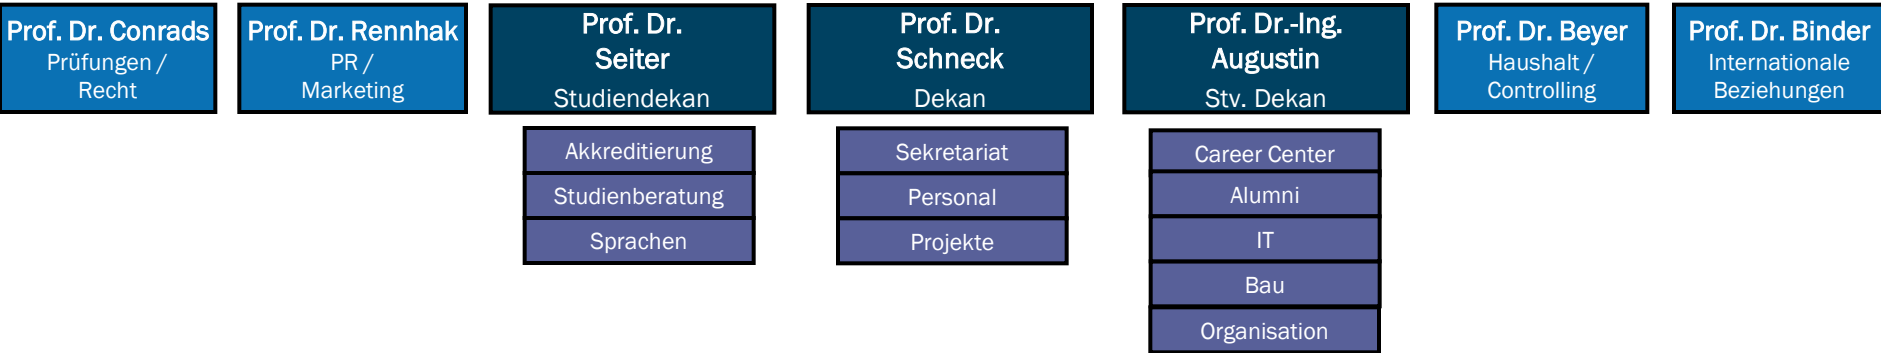 Prof. Dr. Conrads
Prüfungen /
Recht
Prof. Dr. Rennhak
PR /
Marketing
Prof. Dr.
Seiter
Studiendekan
Akkreditierung
Studienberatung
Sprachen
Prof. Dr.
Schneck
Dekan
Sekretariat
Personal
Projekte
Prof. Dr.-Ing.
Augustin
Stv. Dekan
Career Center
Alumni
IT
Bau
Organisation
Prof. Dr. Beyer
Haushalt /
Controlling
Prof. Dr. Binder
Internationale
Beziehungen